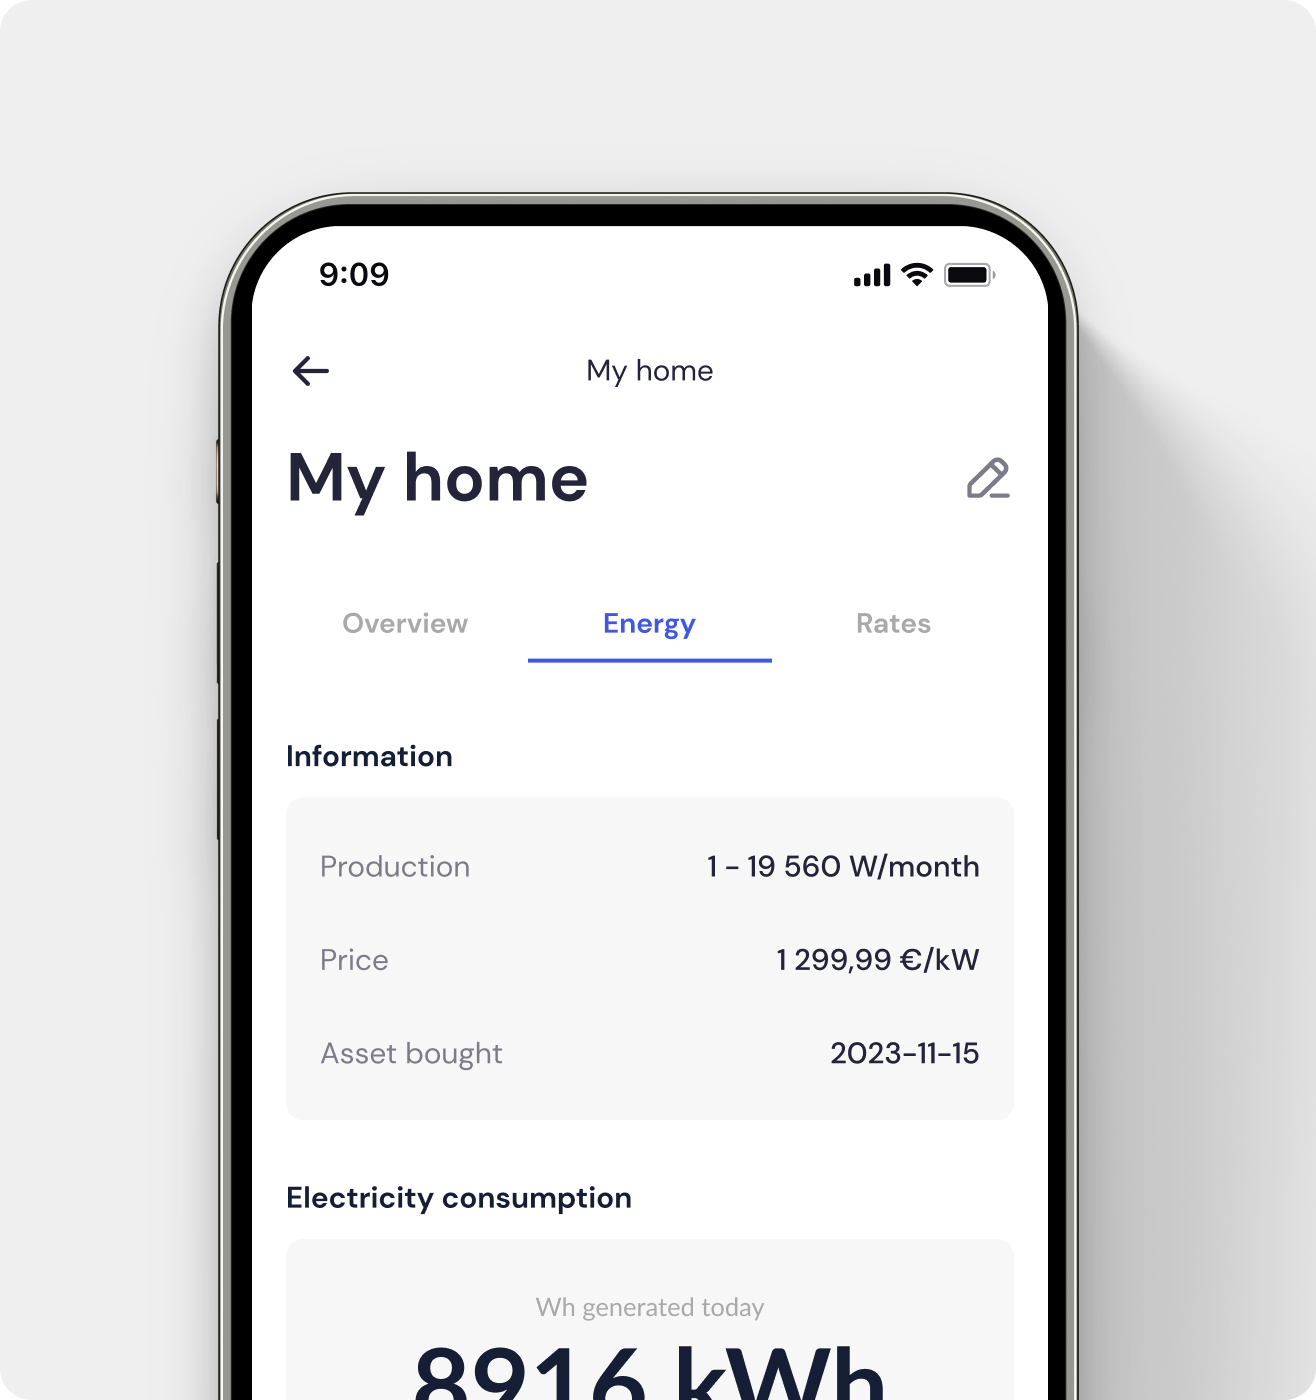 9:09
My home
My home
Overview Energy Rates
Information
Production 1 – 19 560 W/month
Price 1 299,99 €/kW
Asset bought 2023-11-15
Electricity consumption
Wh generated today
8916 kWh